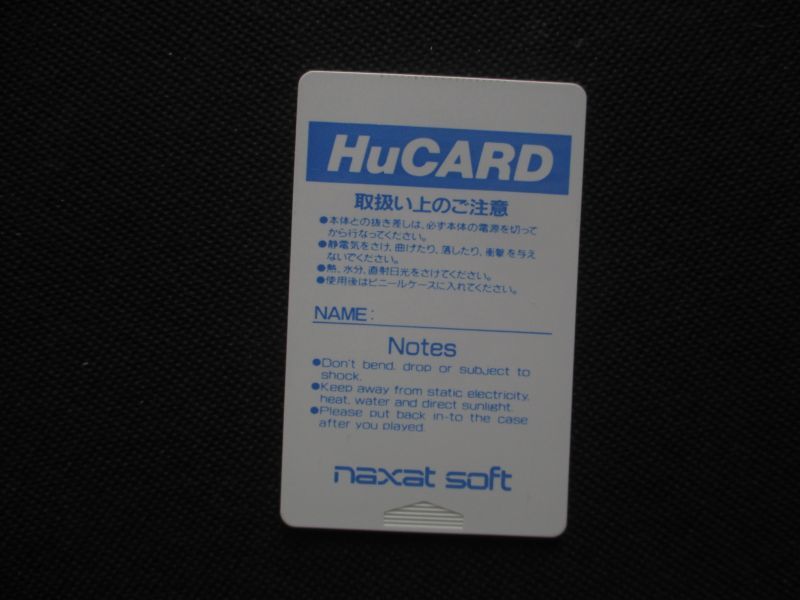 HuCARD
取扱い上のご注意
●本体との抜き差しは、必ず本体の電源を切って
から行なってください。
●静電気をさけ、曲げたり、落したり、衝撃を与え
ないでください。
●熱、水分、直射日光をさけてください。
●使用後はビニールケースに入れてください。
NAME:
Notes
●Don't bend, drop or subject to
shock.
●Keep away from static electricity,
heat, water and direct sunlight.
●Please put back in-to the case
after you played.
naxat soft